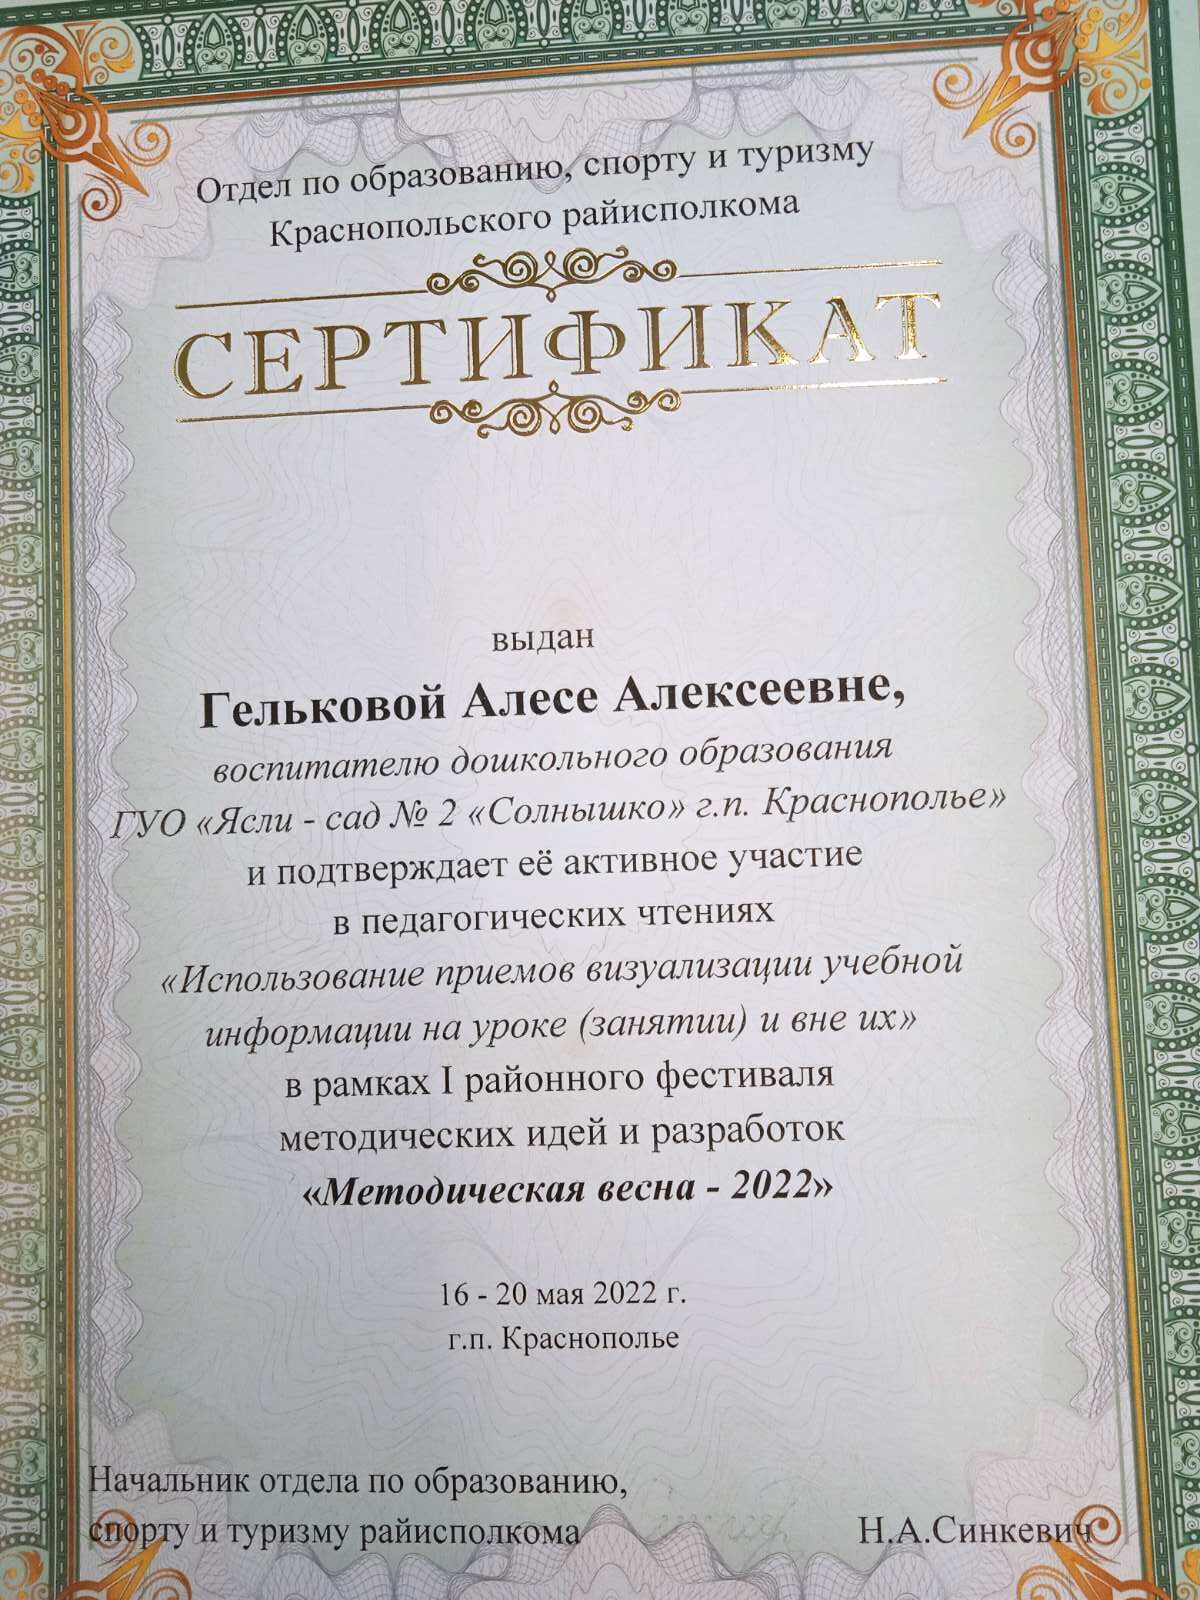 Отдел по образованию, спорту и туризму
Краснопольского райисполкома
СЕРТИФИКАТ
выдан
Гельковой Алесе Алексеевне,
воспитателю дошкольного образования
ГУО «Ясли - сад № 2 «Солнышко» г.п. Краснополье»
и подтверждает её активное участие
в педагогических чтениях
«Использование приемов визуализации учебной
информации на уроке (занятии) и вне их»
в рамках I районного фестиваля
методических идей и разработок
«Методическая весна - 2022»
16 - 20 мая 2022 г.
г.п. Краснополье
Начальник отдела по образованию,
спорту и туризму райисполкома Н.А.Синкевич